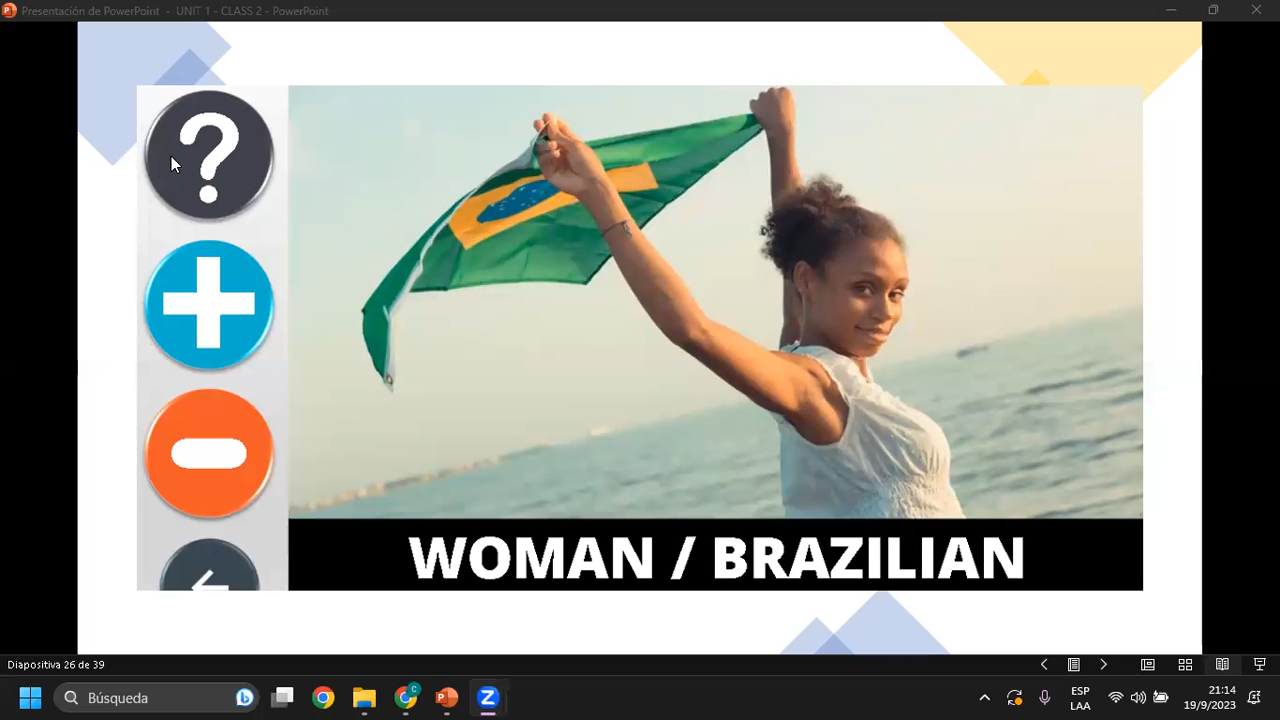 Presentación de PowerPoint - UNIT 1 - CLASS 2 - PowerPoint
?
WOMAN / BRAZILIAN
Diapositiva 26 de 39
Búsqueda
ESP
LAA
21:14
19/9/2023